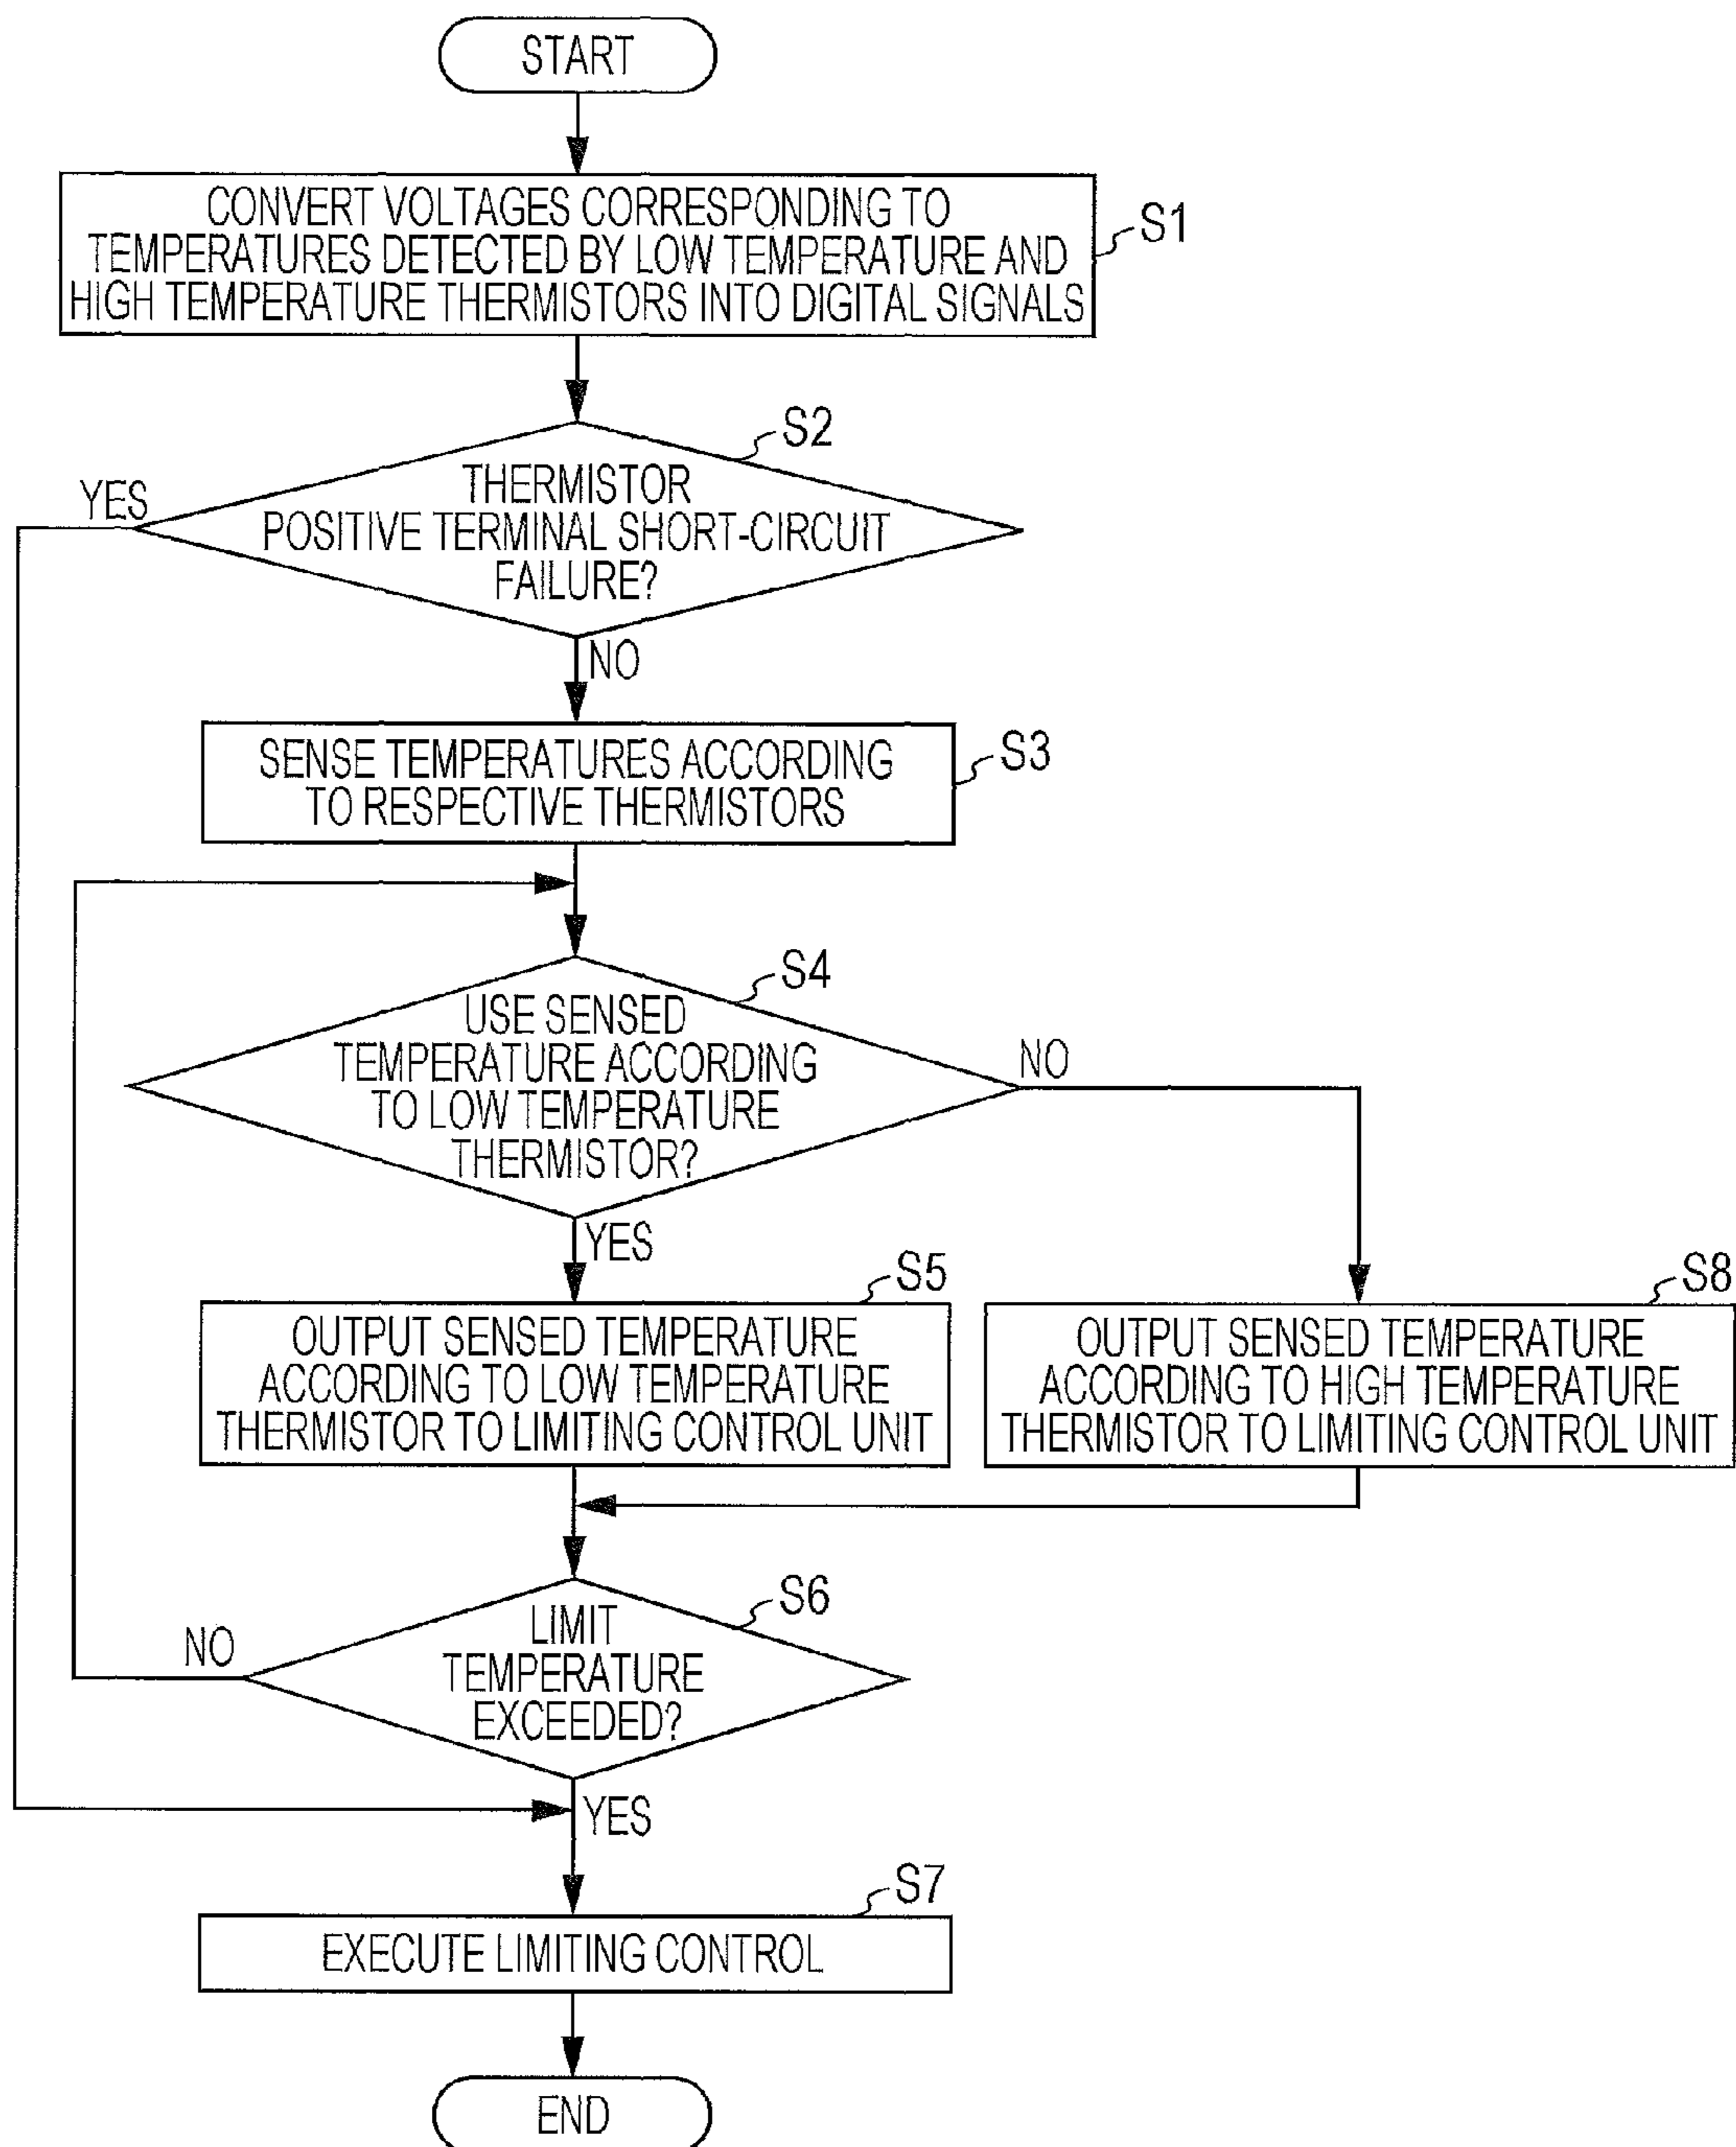 START
CONVERT VOLTAGES CORRESPONDING TO
TEMPERATURES DETECTED BY LOW TEMPERATURE AND
HIGH TEMPERATURE THERMISTORS INTO DIGITAL SIGNALS
S1
S2
THERMISTOR
POSITIVE TERMINAL SHORT-CIRCUIT
FAILURE?
YES
NO
SENSE TEMPERATURES ACCORDING
TO RESPECTIVE THERMISTORS
S3
S4
USE SENSED
TEMPERATURE ACCORDING
TO LOW TEMPERATURE
THERMISTOR?
NO
YES
S5
OUTPUT SENSED TEMPERATURE
ACCORDING TO LOW TEMPERATURE
THERMISTOR TO LIMITING CONTROL UNIT
S8
OUTPUT SENSED TEMPERATURE
ACCORDING TO HIGH TEMPERATURE
THERMISTOR TO LIMITING CONTROL UNIT
S6
LIMIT
TEMPERATURE
EXCEEDED?
NO
YES
S7
EXECUTE LIMITING CONTROL
END